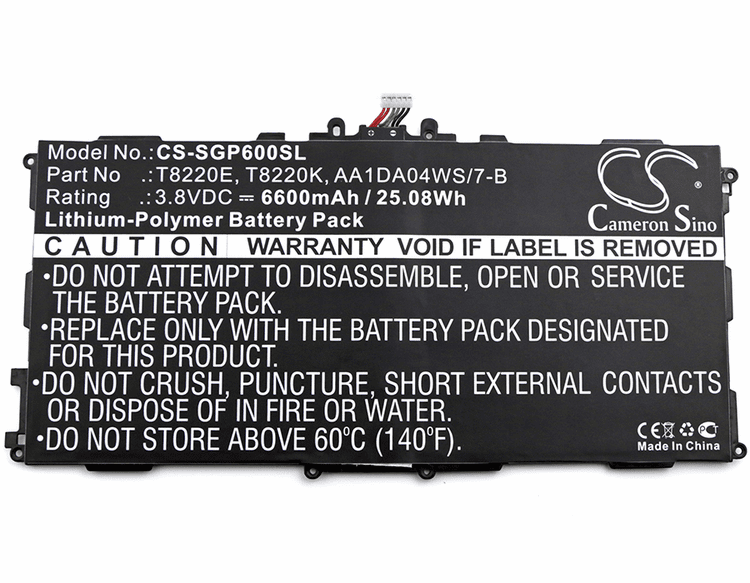 Model No.: CS-SGP600SL
Part No .: T8220E, T8220K, AA1DA04WS/7-B
Rating : 3.8VDC ⎓ 6600mAh / 25.08Wh
Lithium-Polymer Battery Pack
CS
Cameron Sino
CAUTION WARRANTY VOID IF LABEL IS REMOVED
•DO NOT ATTEMPT TO DISASSEMBLE, OPEN OR SERVICE
THE BATTERY PACK.
•REPLACE ONLY WITH THE BATTERY PACK DESIGNATED
FOR THIS PRODUCT.
•DO NOT CRUSH, PUNCTURE, SHORT EXTERNAL CONTACTS
OR DISPOSE OF IN FIRE OR WATER.
•DO NOT STORE ABOVE 60ºC (140ºF).
CE
Made In China